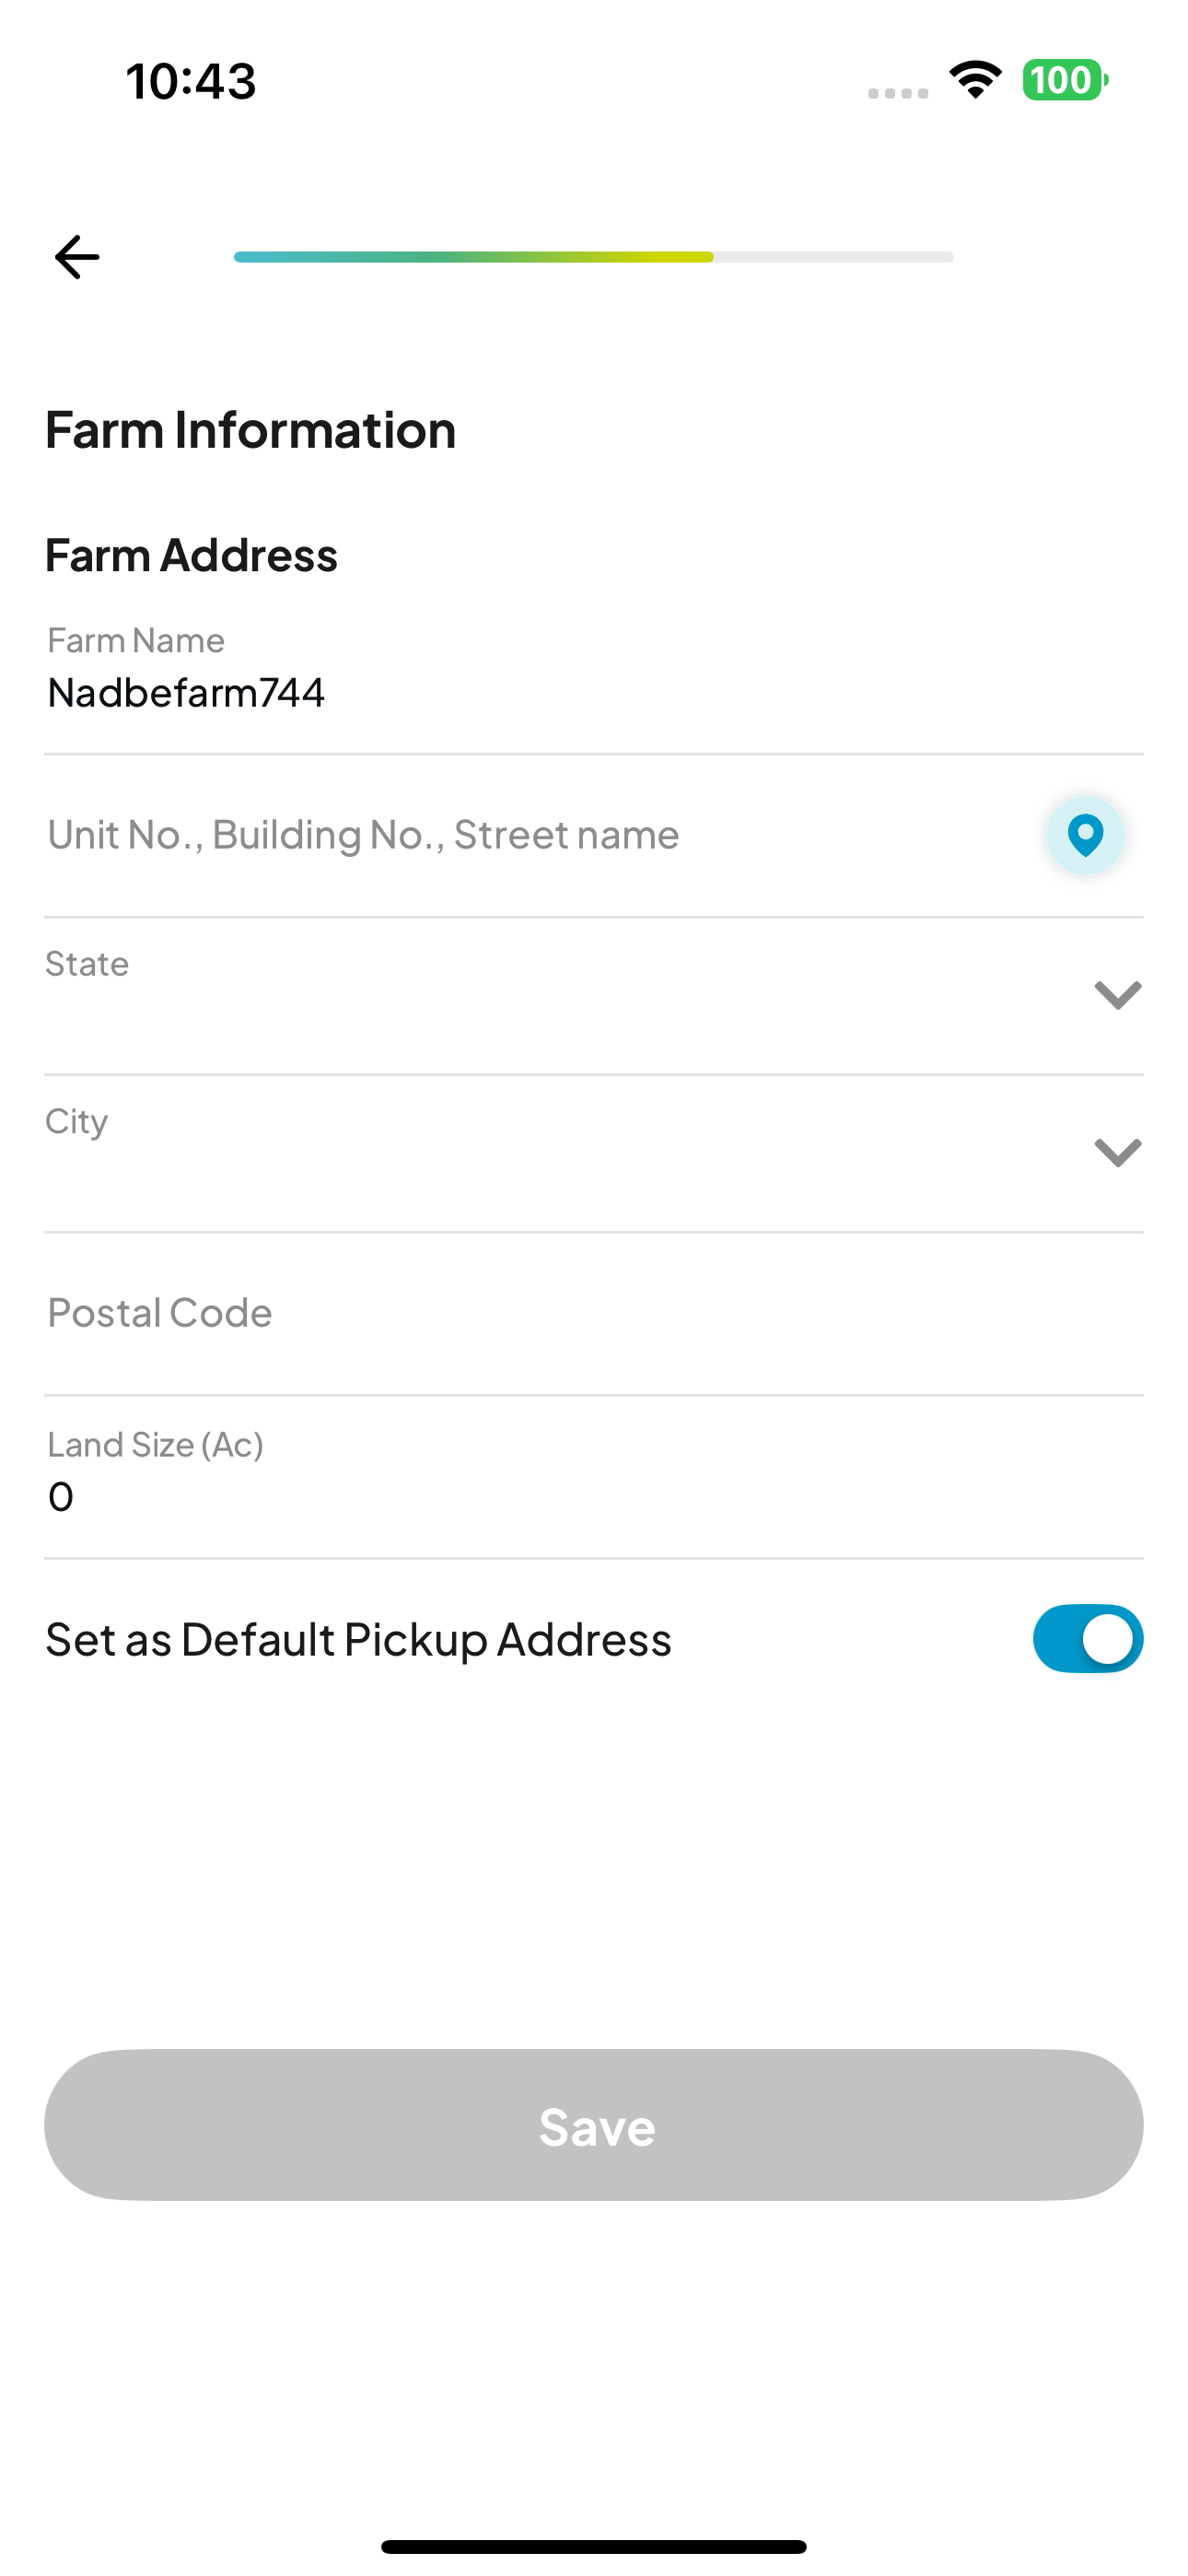 10:43
100
Farm Information
Farm Address
Farm Name
Nadbefarm744
Unit No., Building No., Street name
State
City
Postal Code
Land Size (Ac)
0
Set as Default Pickup Address
Save